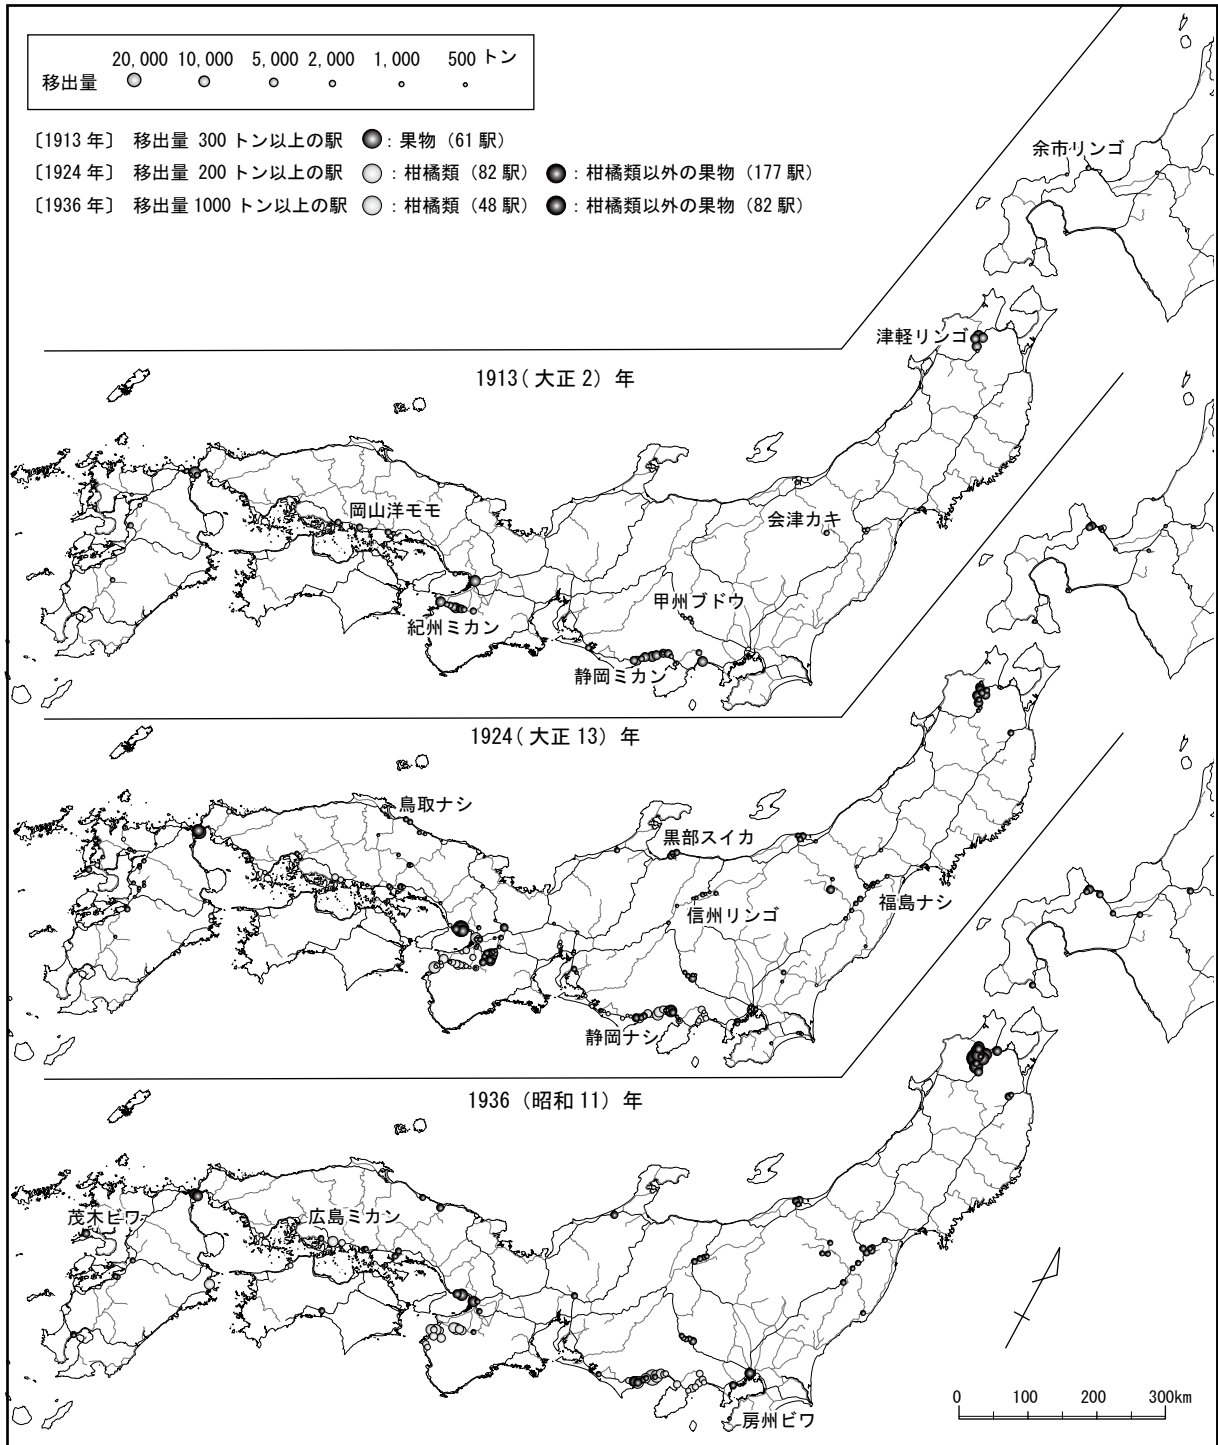 20,000 10,000 5,000 2,000 1,000 500 トン
移出量
〔1913 年〕 移出量 300 トン以上の駅 : 果物（61 駅）
〔1924 年〕 移出量 200 トン以上の駅 : 柑橘類（82 駅） : 柑橘類以外の果物（177 駅）
〔1936 年〕 移出量 1000 トン以上の駅 : 柑橘類（48 駅） : 柑橘類以外の果物（82 駅）
余市リンゴ
津軽リンゴ
1913(大正 2) 年
岡山洋モモ
会津カキ
甲州ブドウ
紀州ミカン
静岡ミカン
1924(大正 13) 年
鳥取ナシ
黒部スイカ
信州リンゴ
福島ナシ
静岡ナシ
1936（昭和 11）年
茂木ビワ
広島ミカン
房州ビワ
0 100 200 300km